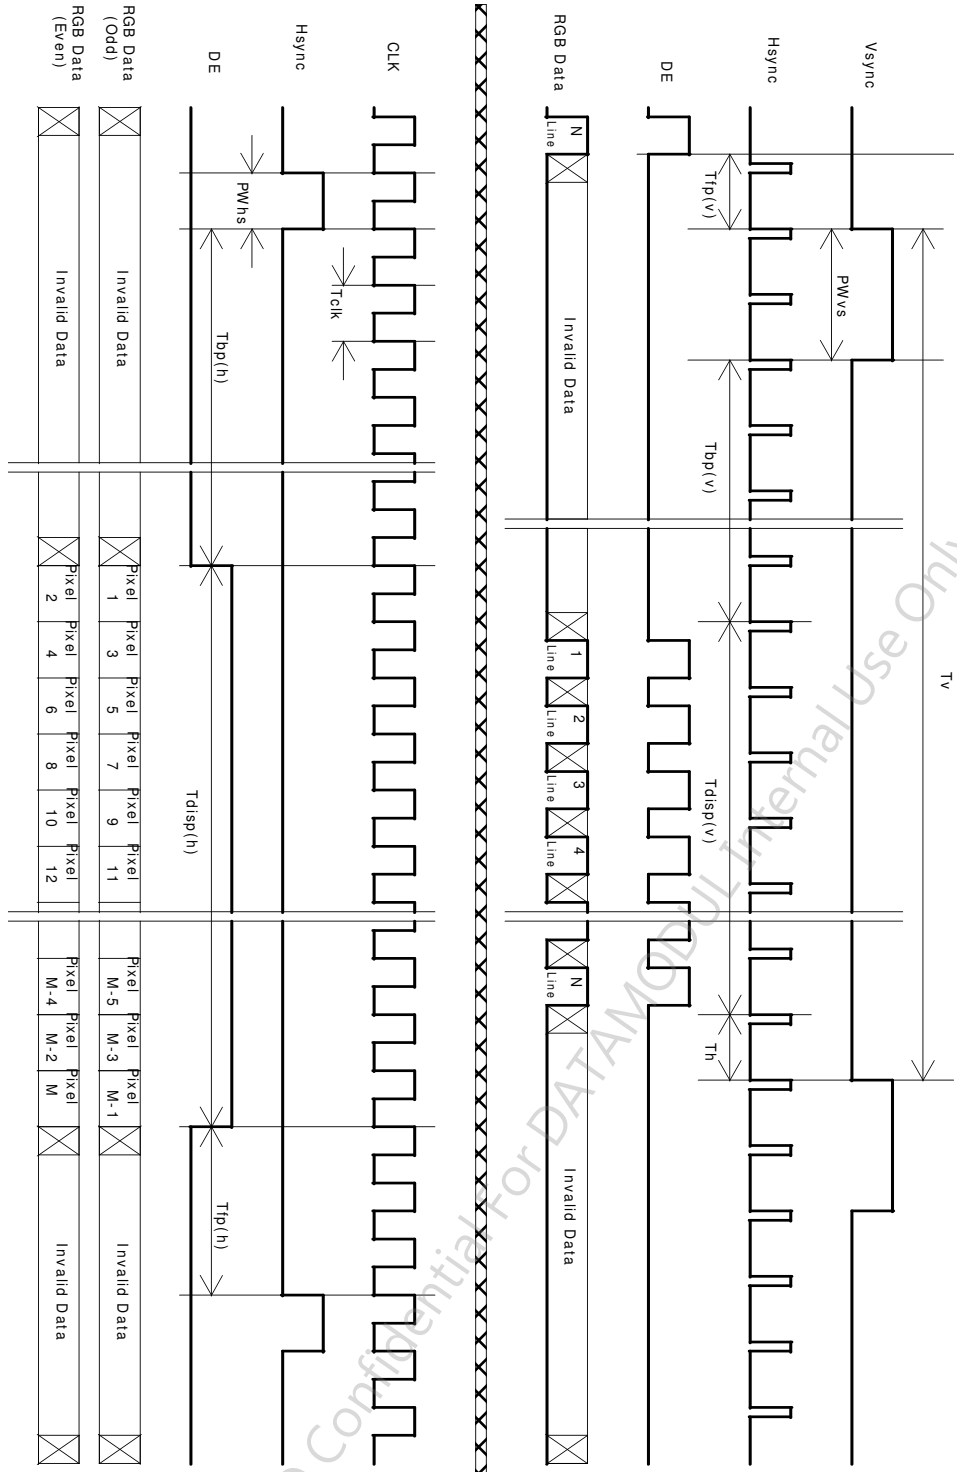 Tv
Vsync
PWvs
Hsync
Tfp(v)
Tbp(v)
Tdisp(v)
Th
DE
RGB Data
N
Line
Invalid Data
1
Line
2
Line
3
Line
4
Line
N
Line
Invalid Data
CLK
Tclk
Hsync
PWhs
Tbp(h)
Tdisp(h)
Tfp(h)
DE
RGB Data
(Odd)
Invalid Data
Pixel
1
Pixel
3
Pixel
5
Pixel
7
Pixel
9
Pixel
11
Pixel
M-5
Pixel
M-3
Pixel
M-1
Invalid Data
RGB Data
(Even)
Invalid Data
Pixel
2
Pixel
4
Pixel
6
Pixel
8
Pixel
10
Pixel
12
Pixel
M-4
Pixel
M-2
Pixel
M
Invalid Data
Confidential For DATAMODUL Internal Use Only